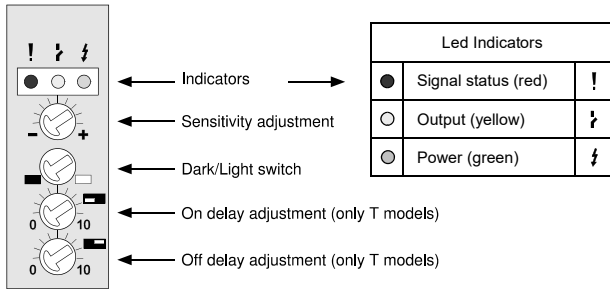 Led Indicators
Indicators
Signal status (red) !
Sensitivity adjustment
- +
Output (yellow)
Dark/Light switch
Power (green)
On delay adjustment (only T models)
0 10
Off delay adjustment (only T models)
0 10
!